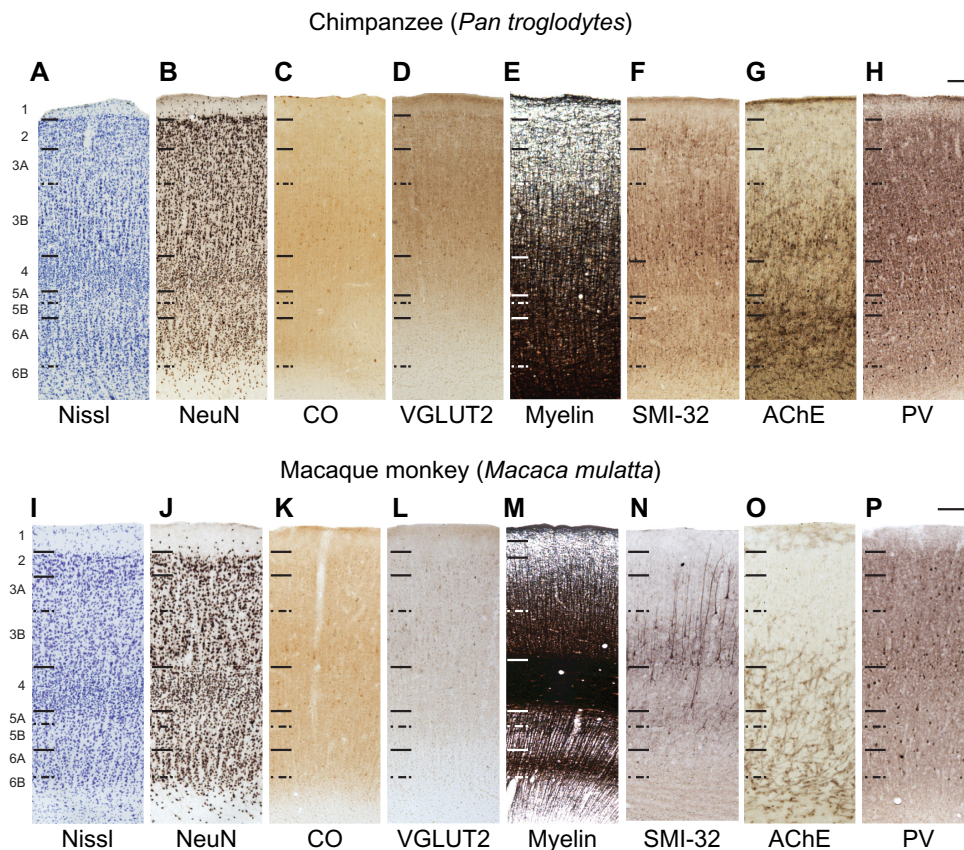 Chimpanzee (Pan troglodytes)
A B C D E F G H
1
2
3A
3B
4
5A
5B
6A
6B
Nissl NeuN CO VGLUT2 Myelin SMI-32 AChE PV
Macaque monkey (Macaca mulatta)
I J K L M N O P
1
2
3A
3B
4
5A
5B
6A
6B
Nissl NeuN CO VGLUT2 Myelin SMI-32 AChE PV